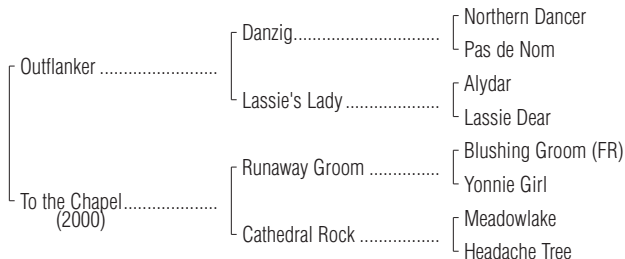 Northern Dancer
Danzig..................................
Pas de Nom
Outflanker ........................
Alydar
Lassie's Lady.....................
Lassie Dear
Blushing Groom (FR)
Runaway Groom ...............
Yonnie Girl
To the Chapel...................
(2000)
Meadowlake
Cathedral Rock .................
Headache Tree